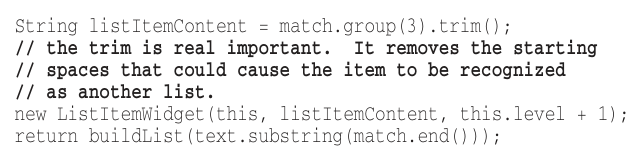 String listItemContent = match.group(3).trim();
// the trim is real important.  It removes the starting
// spaces that could cause the item to be recognized
// as another list.
new ListItemWidget(this, listItemContent, this.level + 1);
return buildList(text.substring(match.end()));